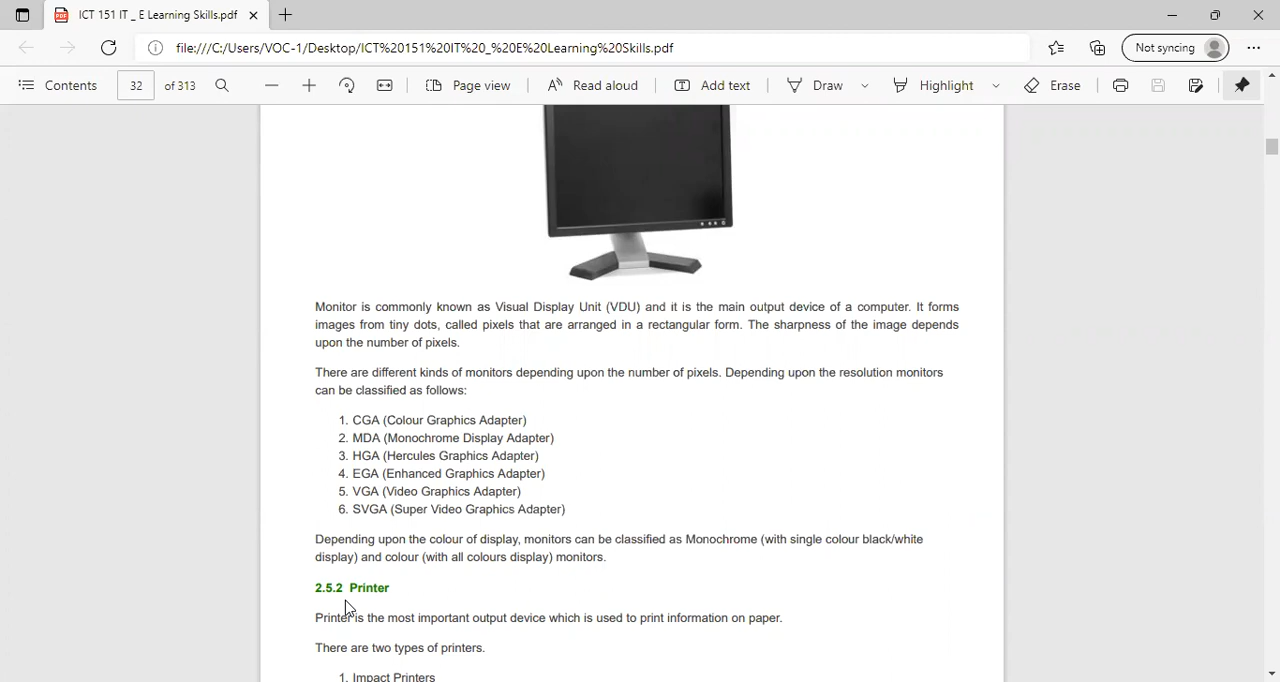 ICT 151 IT _ E Learning Skills.pdf
file:///C:/Users/VOC-1/Desktop/ICT%20151%20IT%20_%20E%20Learning%20Skills.pdf
Not syncing
Contents
32 of 313
Page view
Read aloud
Add text
Draw
Highlight
Erase
Monitor is commonly known as Visual Display Unit (VDU) and it is the main output device of a computer. It forms
images from tiny dots, called pixels that are arranged in a rectangular form. The sharpness of the image depends
upon the number of pixels.
There are different kinds of monitors depending upon the number of pixels. Depending upon the resolution monitors
can be classified as follows:
1. CGA (Colour Graphics Adapter)
2. MDA (Monochrome Display Adapter)
3. HGA (Hercules Graphics Adapter)
4. EGA (Enhanced Graphics Adapter)
5. VGA (Video Graphics Adapter)
6. SVGA (Super Video Graphics Adapter)
Depending upon the colour of display, monitors can be classified as Monochrome (with single colour black/white
display) and colour (with all colours display) monitors.
2.5.2 Printer
Printer is the most important output device which is used to print information on paper.
There are two types of printers.
1. Impact Printers